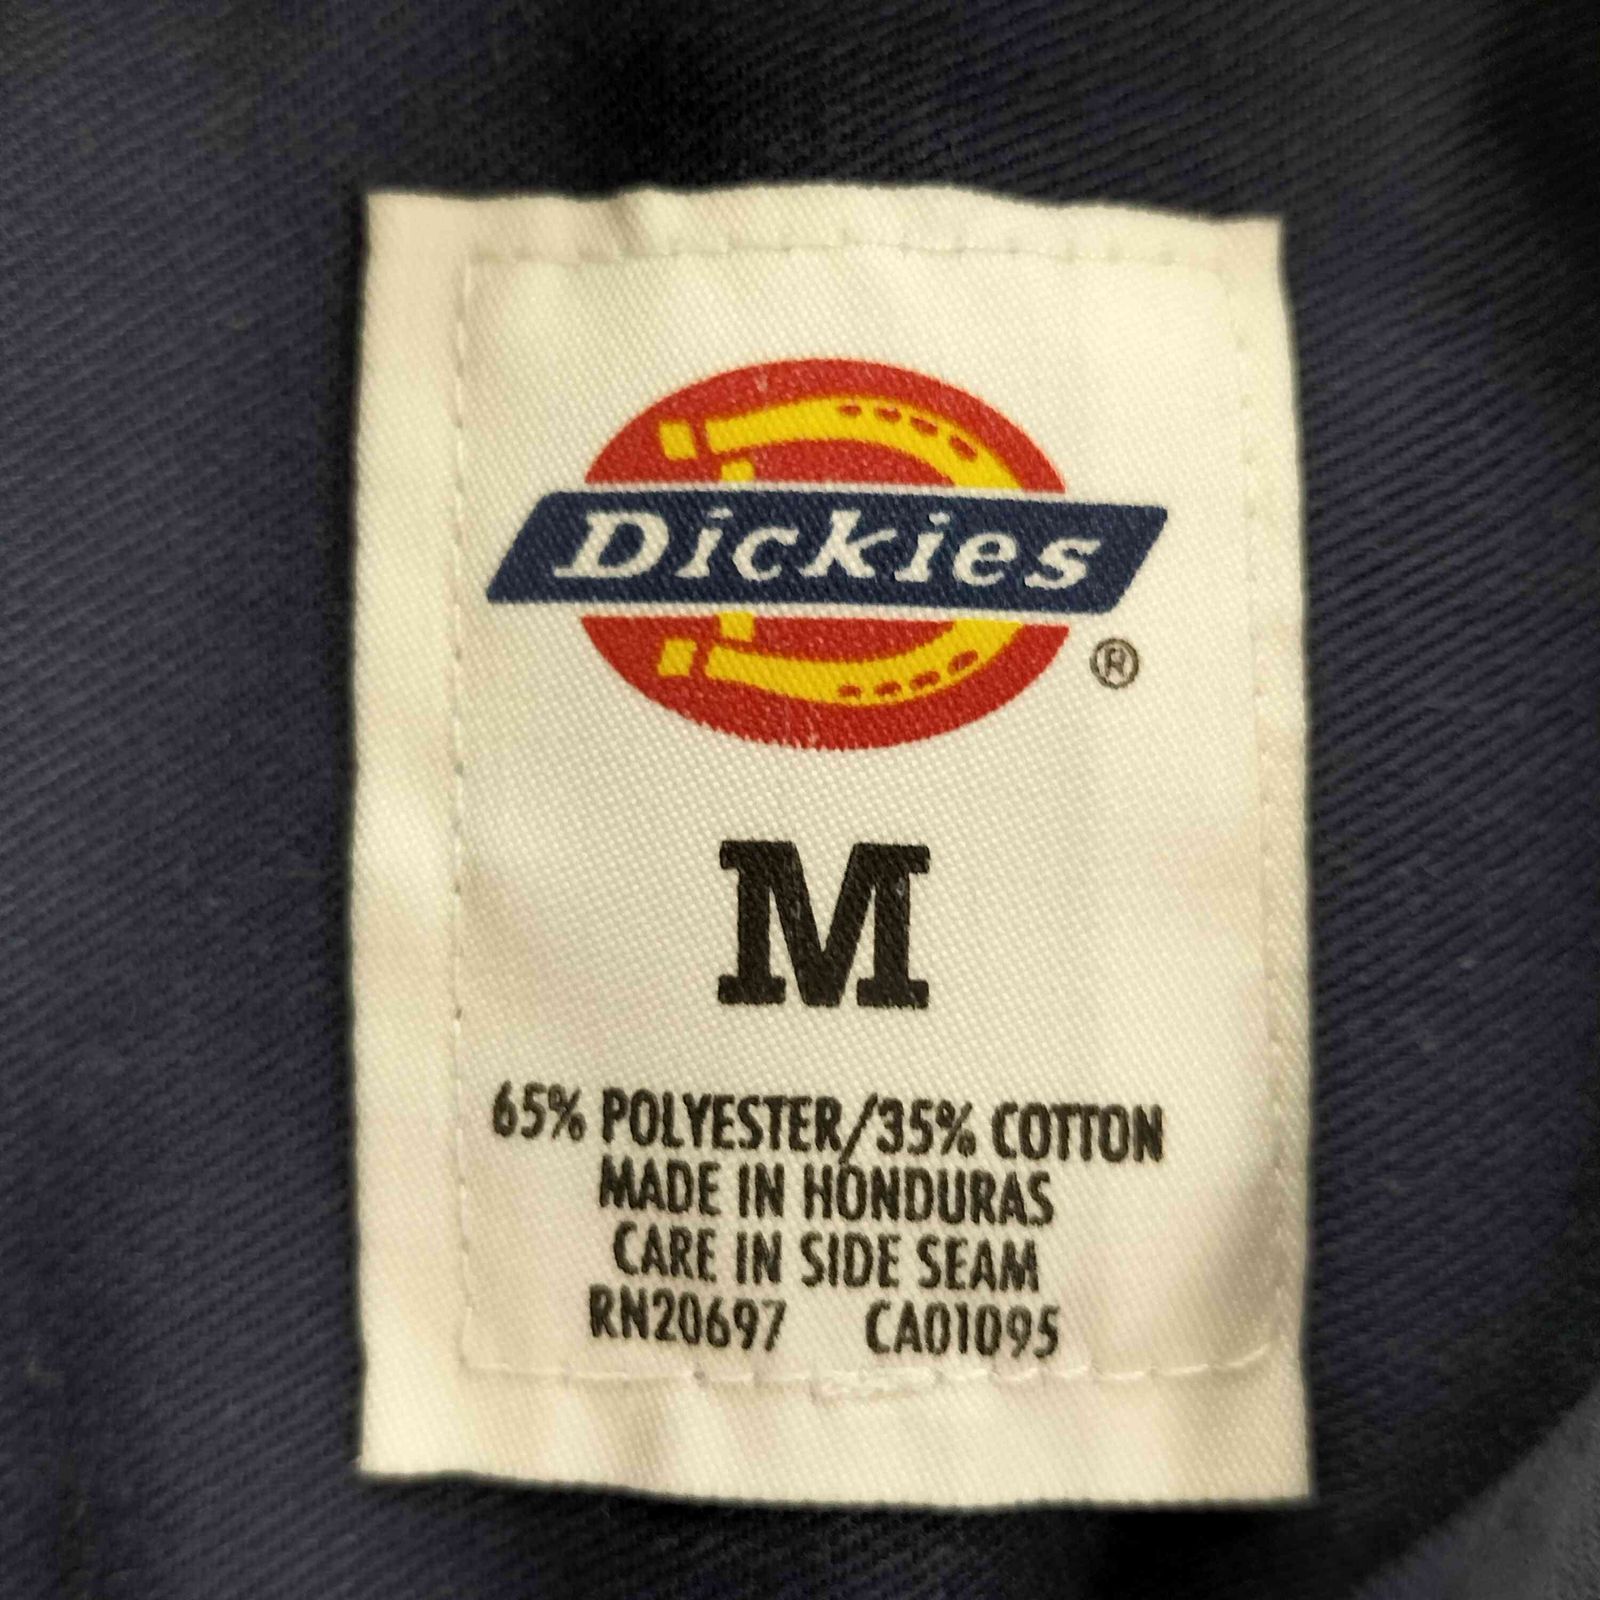 Dickies
®
M
65% POLYESTER/35% COTTON
MADE IN HONDURAS
CARE IN SIDE SEAM
RN20697 CA01095